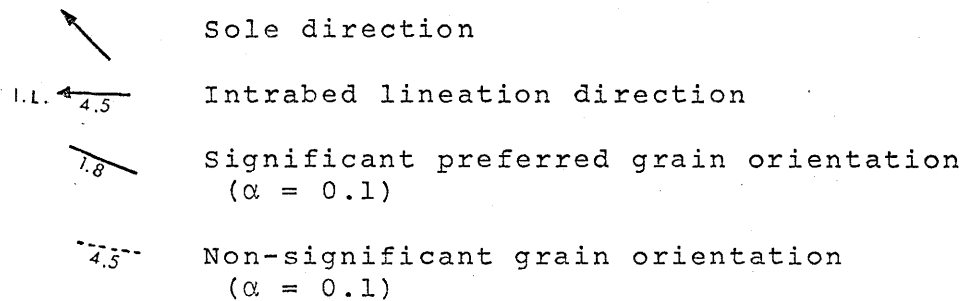 Sole direction
I.L. 4.5 Intrabed lineation direction
1.8 Significant preferred grain orientation
(α = 0.1)
4.5 Non-significant grain orientation
(α = 0.1)